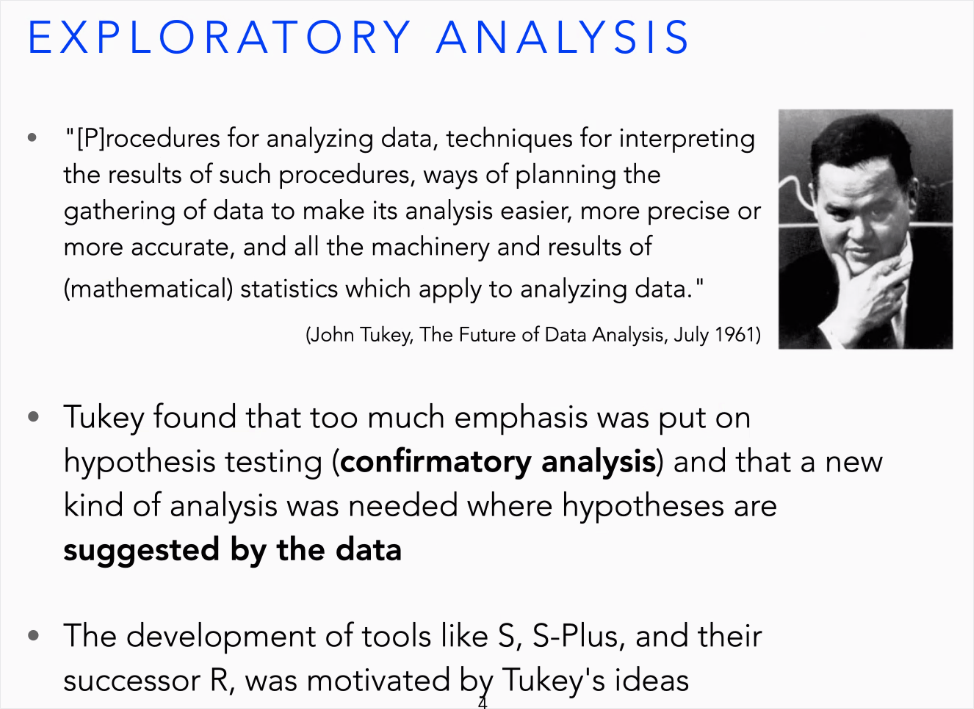 EXPLORATORY ANALYSIS
• "[P]rocedures for analyzing data, techniques for interpreting
the results of such procedures, ways of planning the
gathering of data to make its analysis easier, more precise or
more accurate, and all the machinery and results of
(mathematical) statistics which apply to analyzing data."
(John Tukey, The Future of Data Analysis, July 1961)
• Tukey found that too much emphasis was put on
hypothesis testing (confirmatory analysis) and that a new
kind of analysis was needed where hypotheses are
suggested by the data
• The development of tools like S, S-Plus, and their
successor R, was motivated by Tukey's ideas
4